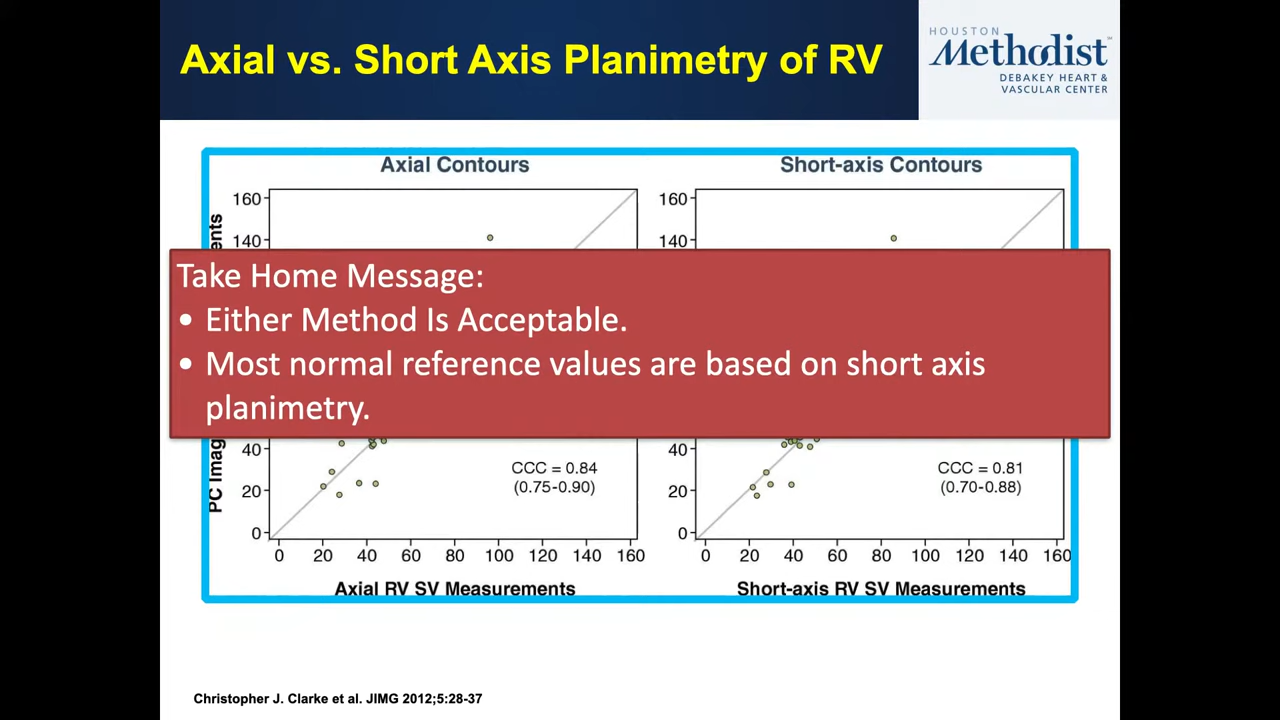 Axial vs. Short Axis Planimetry of RV
HOUSTON
Methodist
DEBAKEY HEART &
VASCULAR CENTER
Axial Contours
Short-axis Contours
160
140
160
140
Take Home Message:
• Either Method Is Acceptable.
• Most normal reference values are based on short axis
planimetry.
40
20
0
PC
CCC = 0.84
(0.75-0.90)
40
20
0
CCC = 0.81
(0.70-0.88)
0 20 40 60 80 100 120 140 160
0 20 40 60 80 100 120 140 160
Axial RV SV Measurements
Short-axis RV SV Measurements
Christopher J. Clarke et al. JIMG 2012;5:28-37